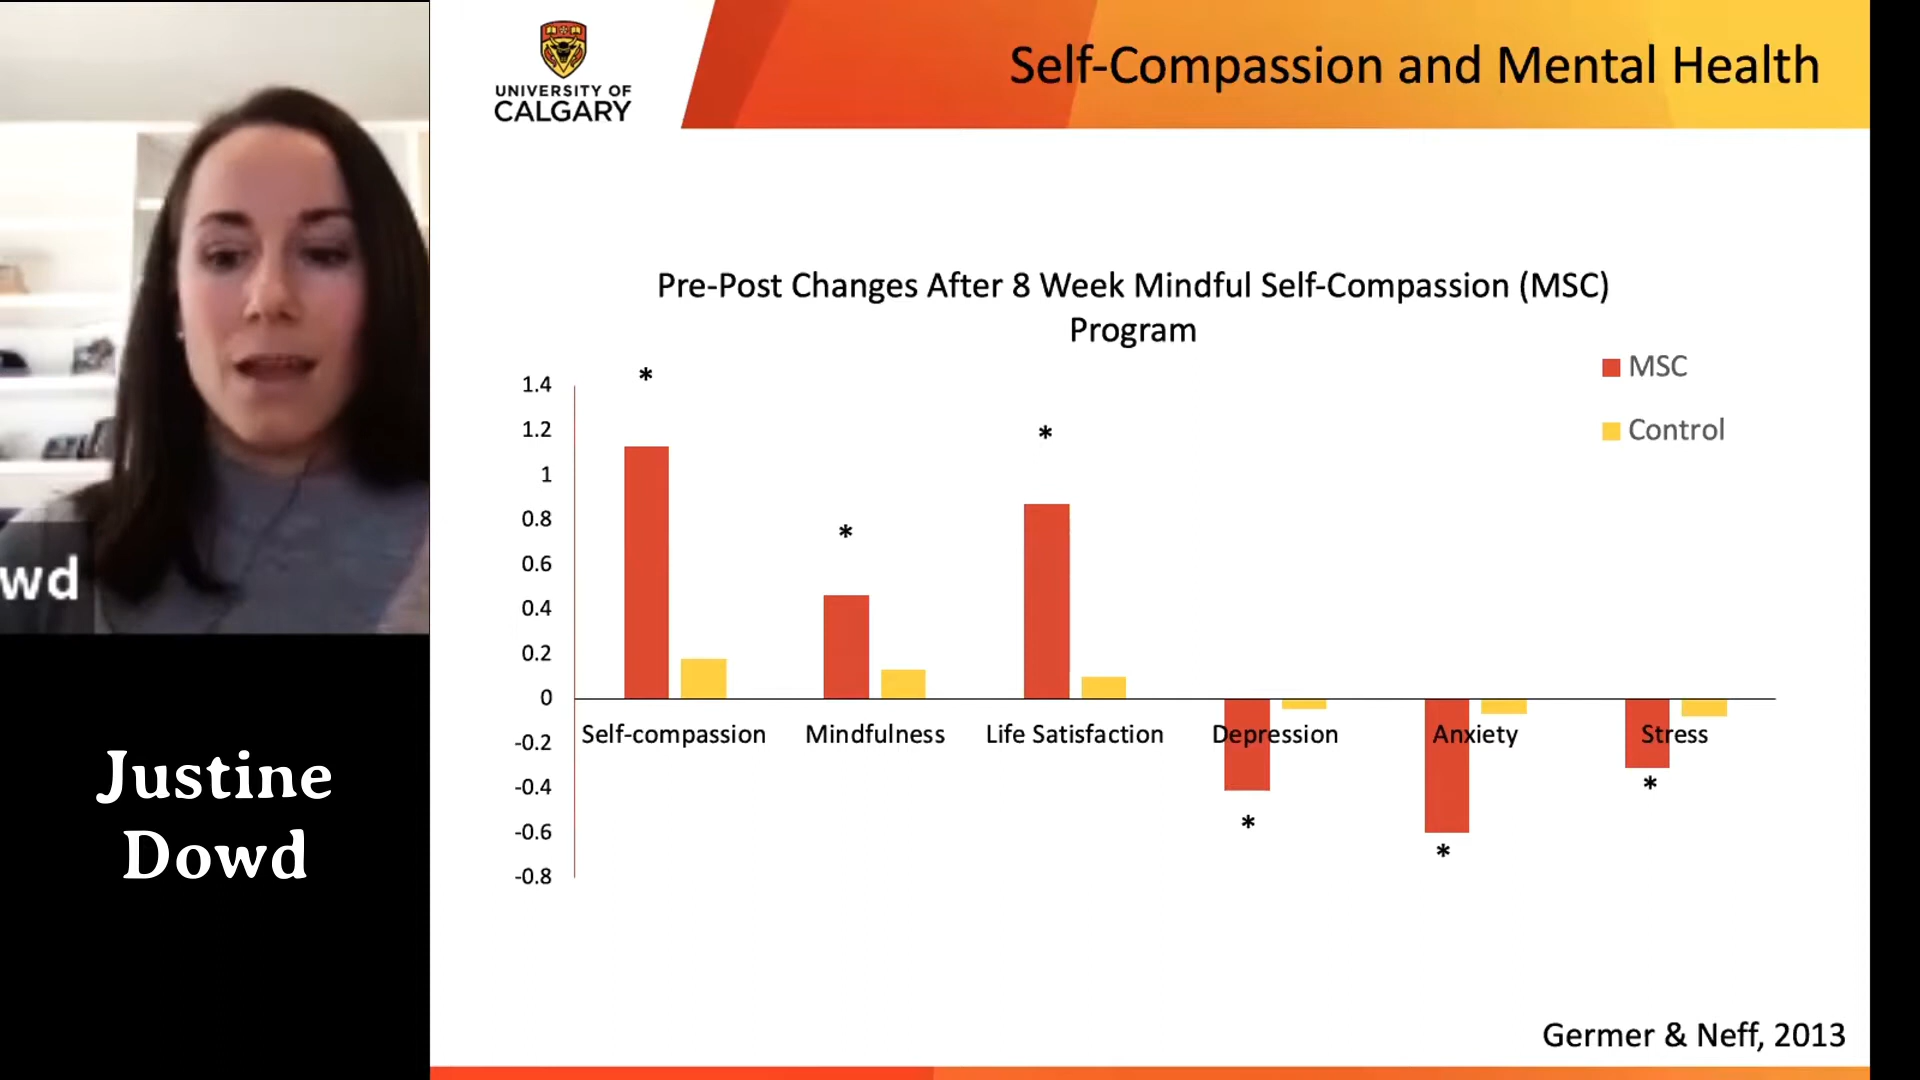 UNIVERSITY OF
CALGARY
Self-Compassion and Mental Health
Pre-Post Changes After 8 Week Mindful Self-Compassion (MSC)
Program
MSC
Control
*
*
*
1.4
1.2
1
0.8
0.6
0.4
0.2
0
-0.2
-0.4
-0.6
-0.8
Self-compassion
Mindfulness
Life Satisfaction
Depression
Anxiety
Stress
*
*
*
Germer & Neff, 2013
wd
Justine
Dowd